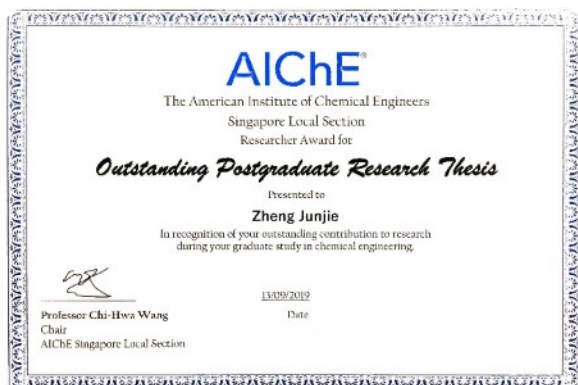 AIChE®
The American Institute of Chemical Engineers
Singapore Local Section
Researcher Award for
Outstanding Postgraduate Research Thesis
Presented to
Zheng Junjie
In recognition of your outstanding contribution to research
during your graduate study in chemical engineering.
13/09/2019
Professor Chi-Hwa Wang
Date
Chair
AIChE Singapore Local Section